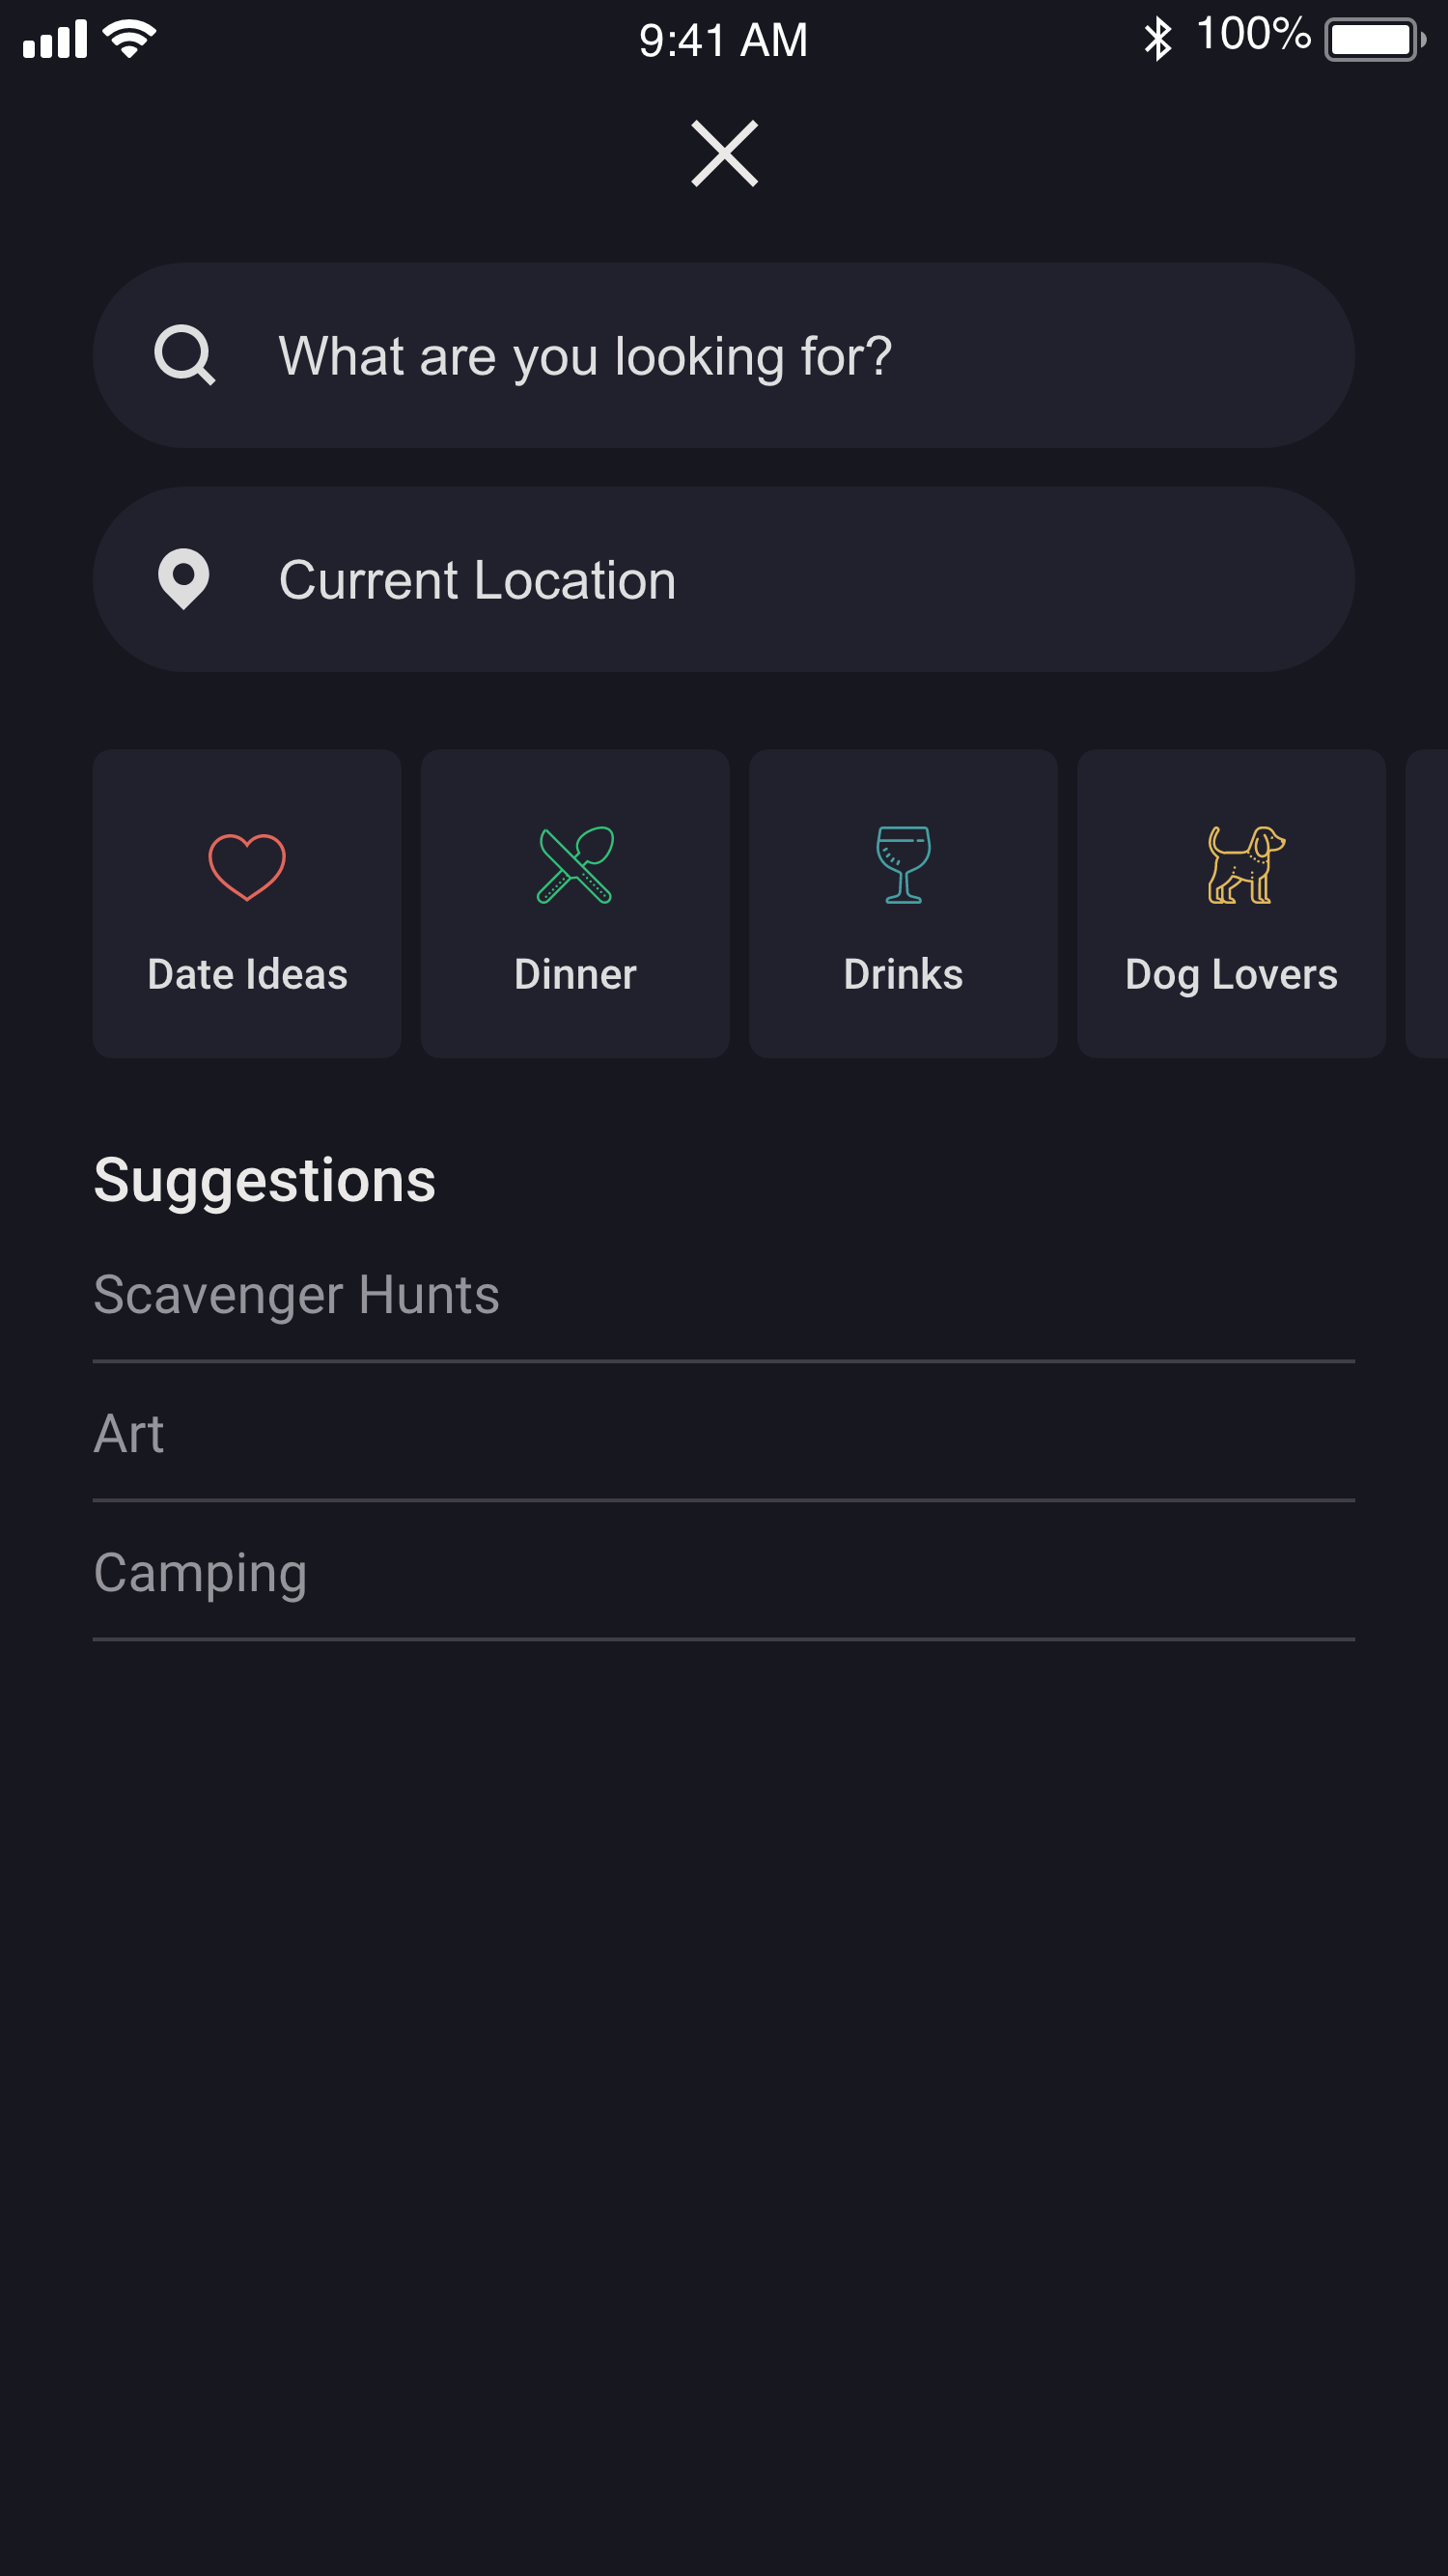 9:41 AM
100%
What are you looking for?
Current Location
Date Ideas
Dinner
Drinks
Dog Lovers
Suggestions
Scavenger Hunts
Art
Camping